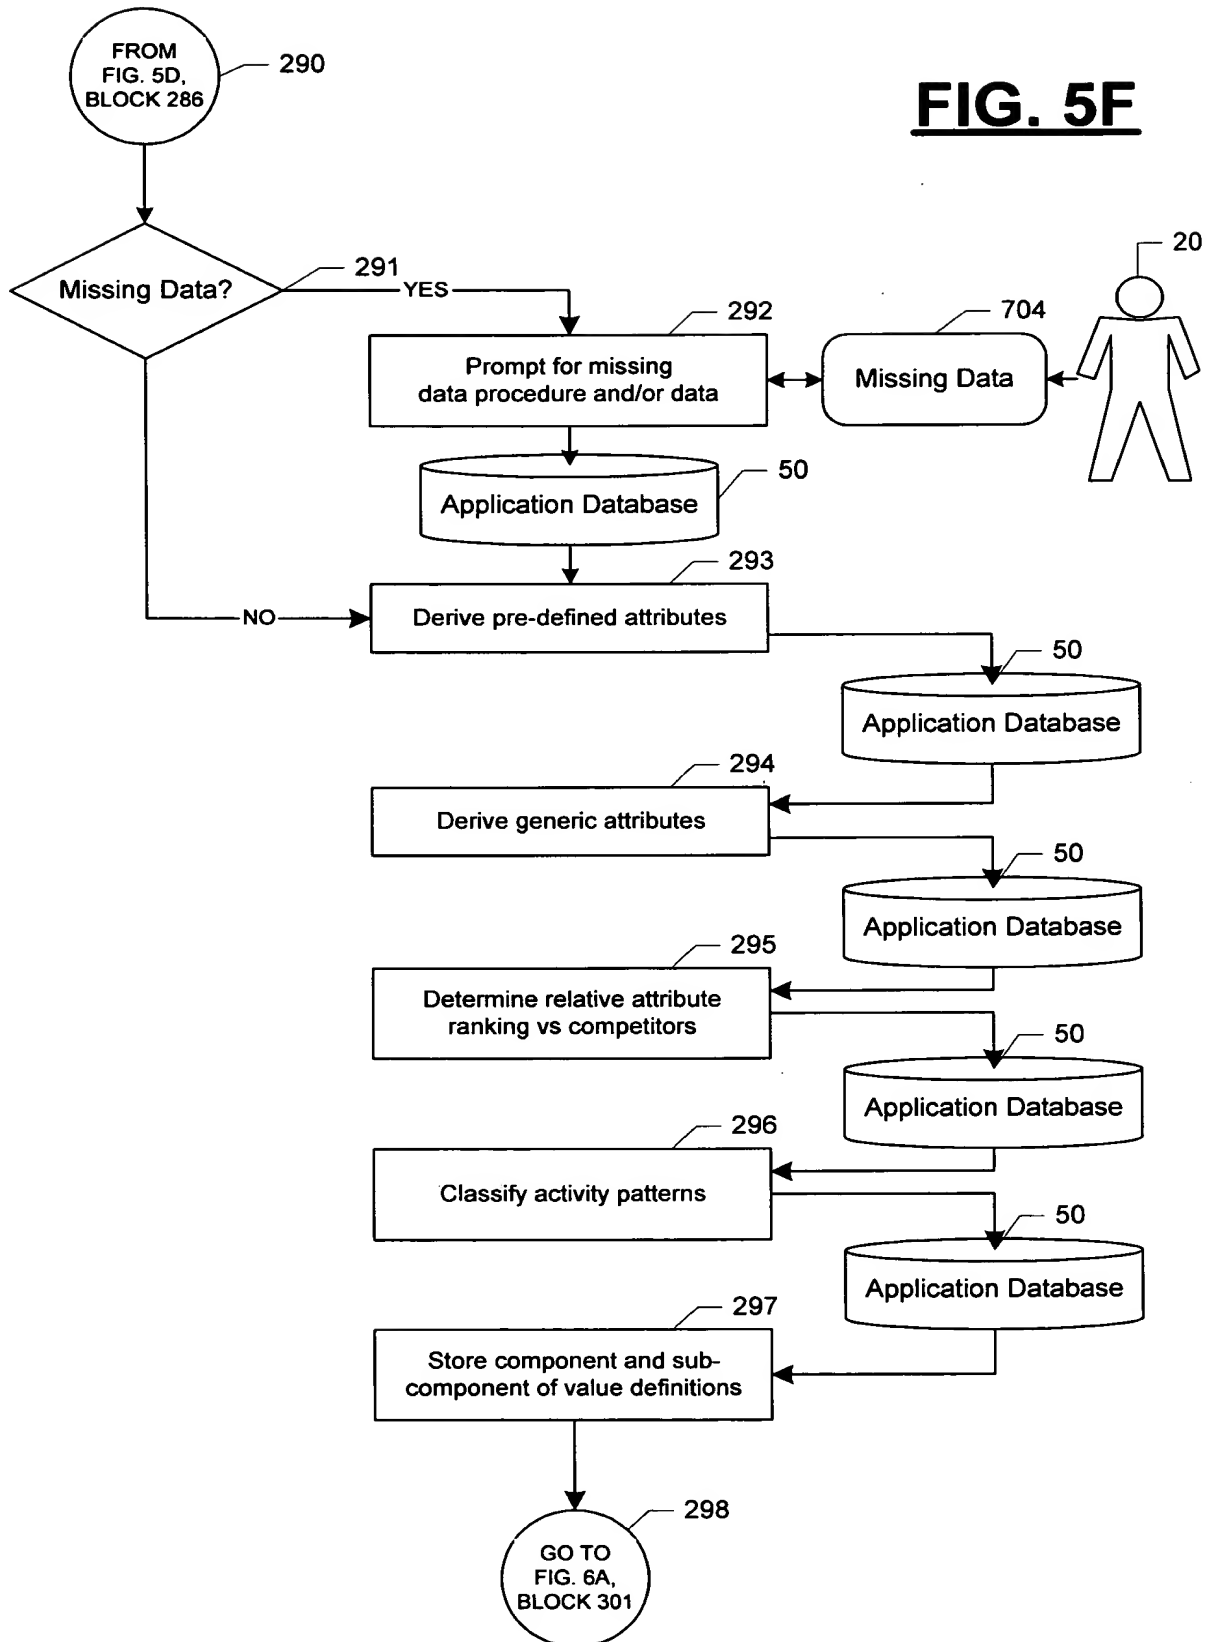 FROM
FIG. 5D,
BLOCK 286
290
FIG. 5F
Missing Data?
291
YES
292
704
20
Prompt for missing
data procedure and/or data
Missing Data
50
Application Database
293
NO
Derive pre-defined attributes
50
Application Database
294
Derive generic attributes
50
Application Database
295
Determine relative attribute
ranking vs competitors
50
Application Database
296
Classify activity patterns
50
Application Database
297
Store component and sub-
component of value definitions
298
GO TO
FIG. 6A,
BLOCK 301